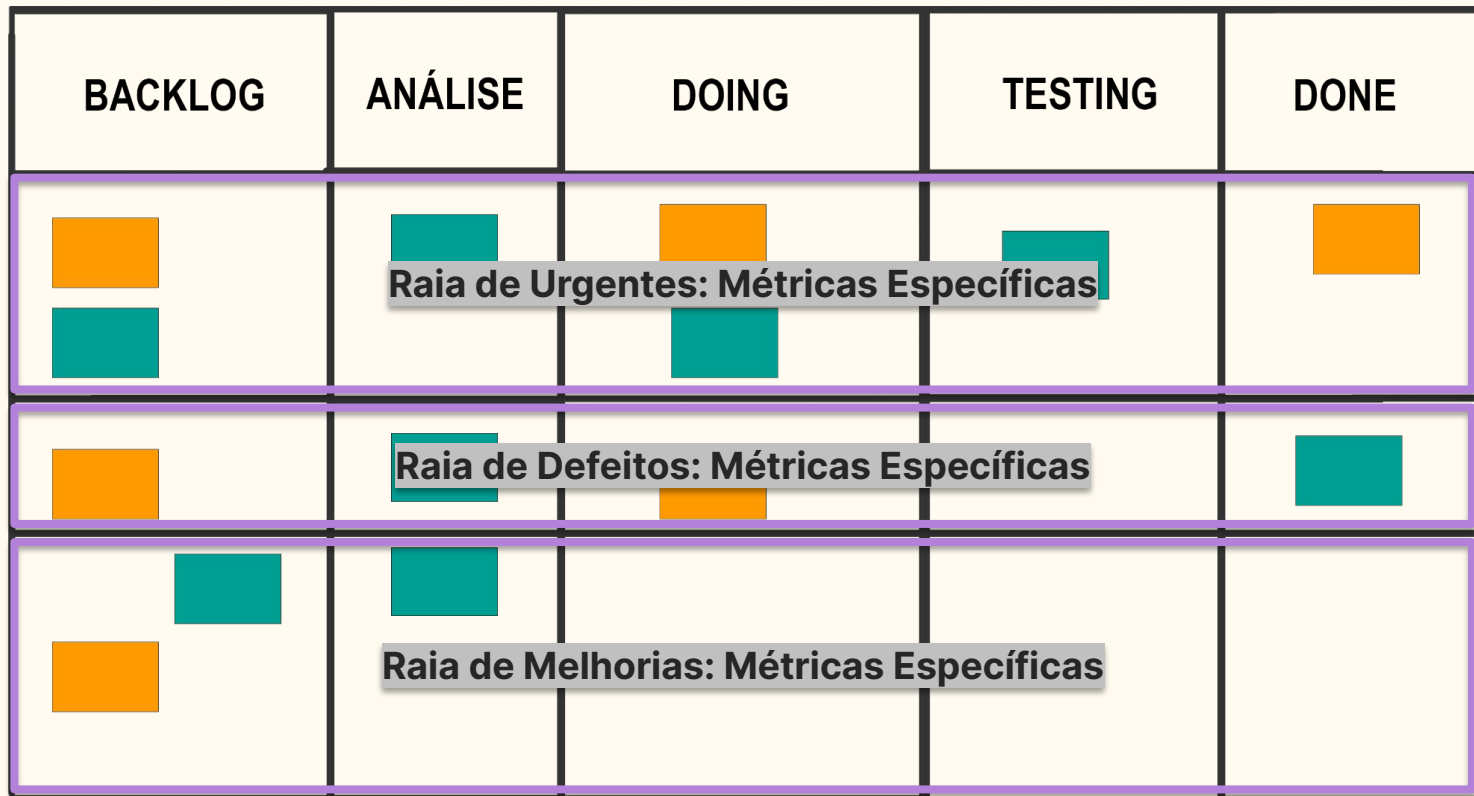 BACKLOG
ANÁLISE
DOING
TESTING
DONE
Raia de Urgentes: Métricas Específicas
Raia de Defeitos: Métricas Específicas
Raia de Melhorias: Métricas Específicas